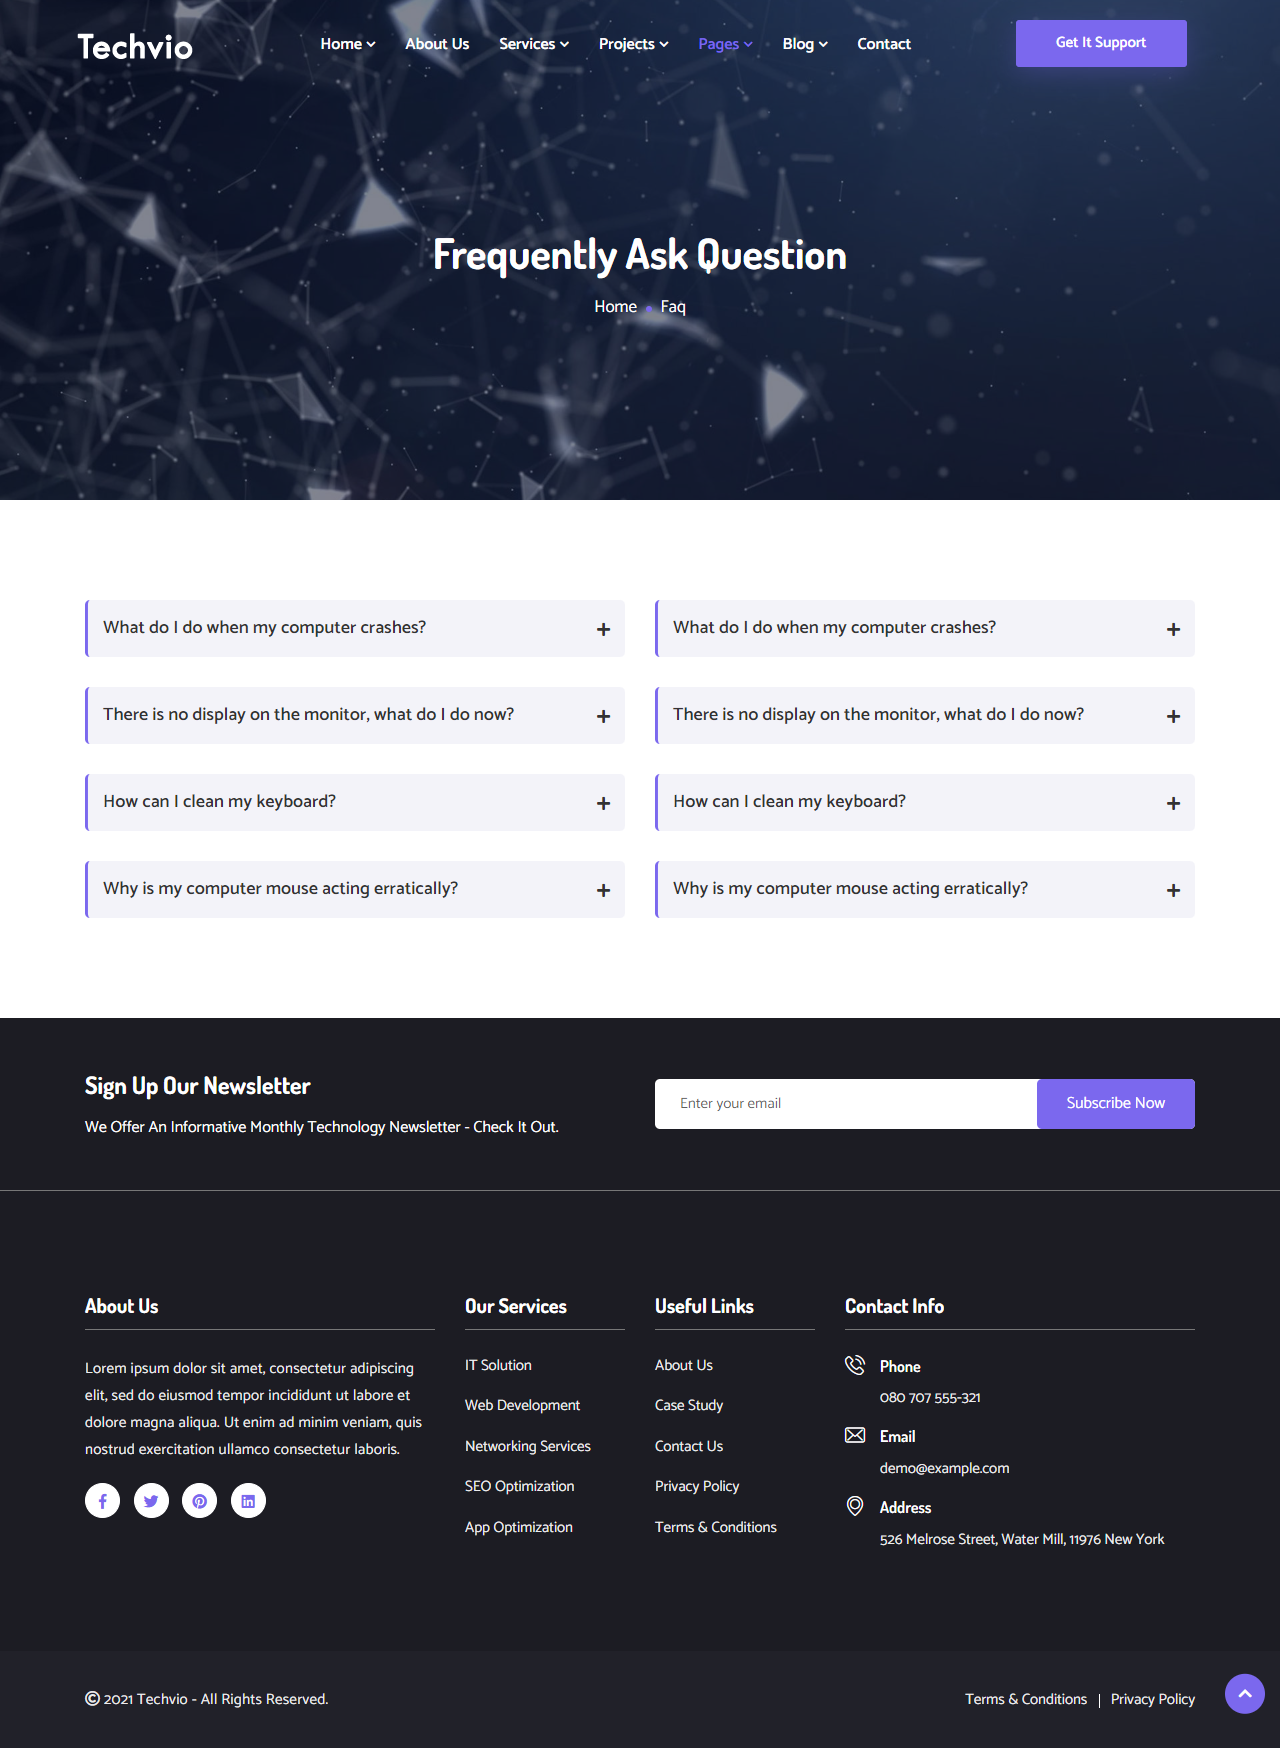 Techvio
Home About Us Services Projects Pages Blog Contact
Get It Support
Frequently Ask Question
Home Faq
What do I do when my computer crashes?
What do I do when my computer crashes?
There is no display on the monitor, what do I do now?
There is no display on the monitor, what do I do now?
How can I clean my keyboard?
How can I clean my keyboard?
Why is my computer mouse acting erratically?
Why is my computer mouse acting erratically?
Sign Up Our Newsletter
We Offer An Informative Monthly Technology Newsletter - Check It Out.
Enter your email
Subscribe Now
About Us
Lorem ipsum dolor sit amet, consectetur adipiscing
elit, sed do eiusmod tempor incididunt ut labore et
dolore magna aliqua. Ut enim ad minim veniam, quis
nostrud exercitation ullamco consectetur laboris.
Our Services
IT Solution
Web Development
Networking Services
SEO Optimization
App Optimization
Useful Links
About Us
Case Study
Contact Us
Privacy Policy
Terms & Conditions
Contact Info
Phone
080 707 555-321
Email
demo@example.com
Address
526 Melrose Street, Water Mill, 11976 New York
© 2021 Techvio - All Rights Reserved.
Terms & Conditions | Privacy Policy